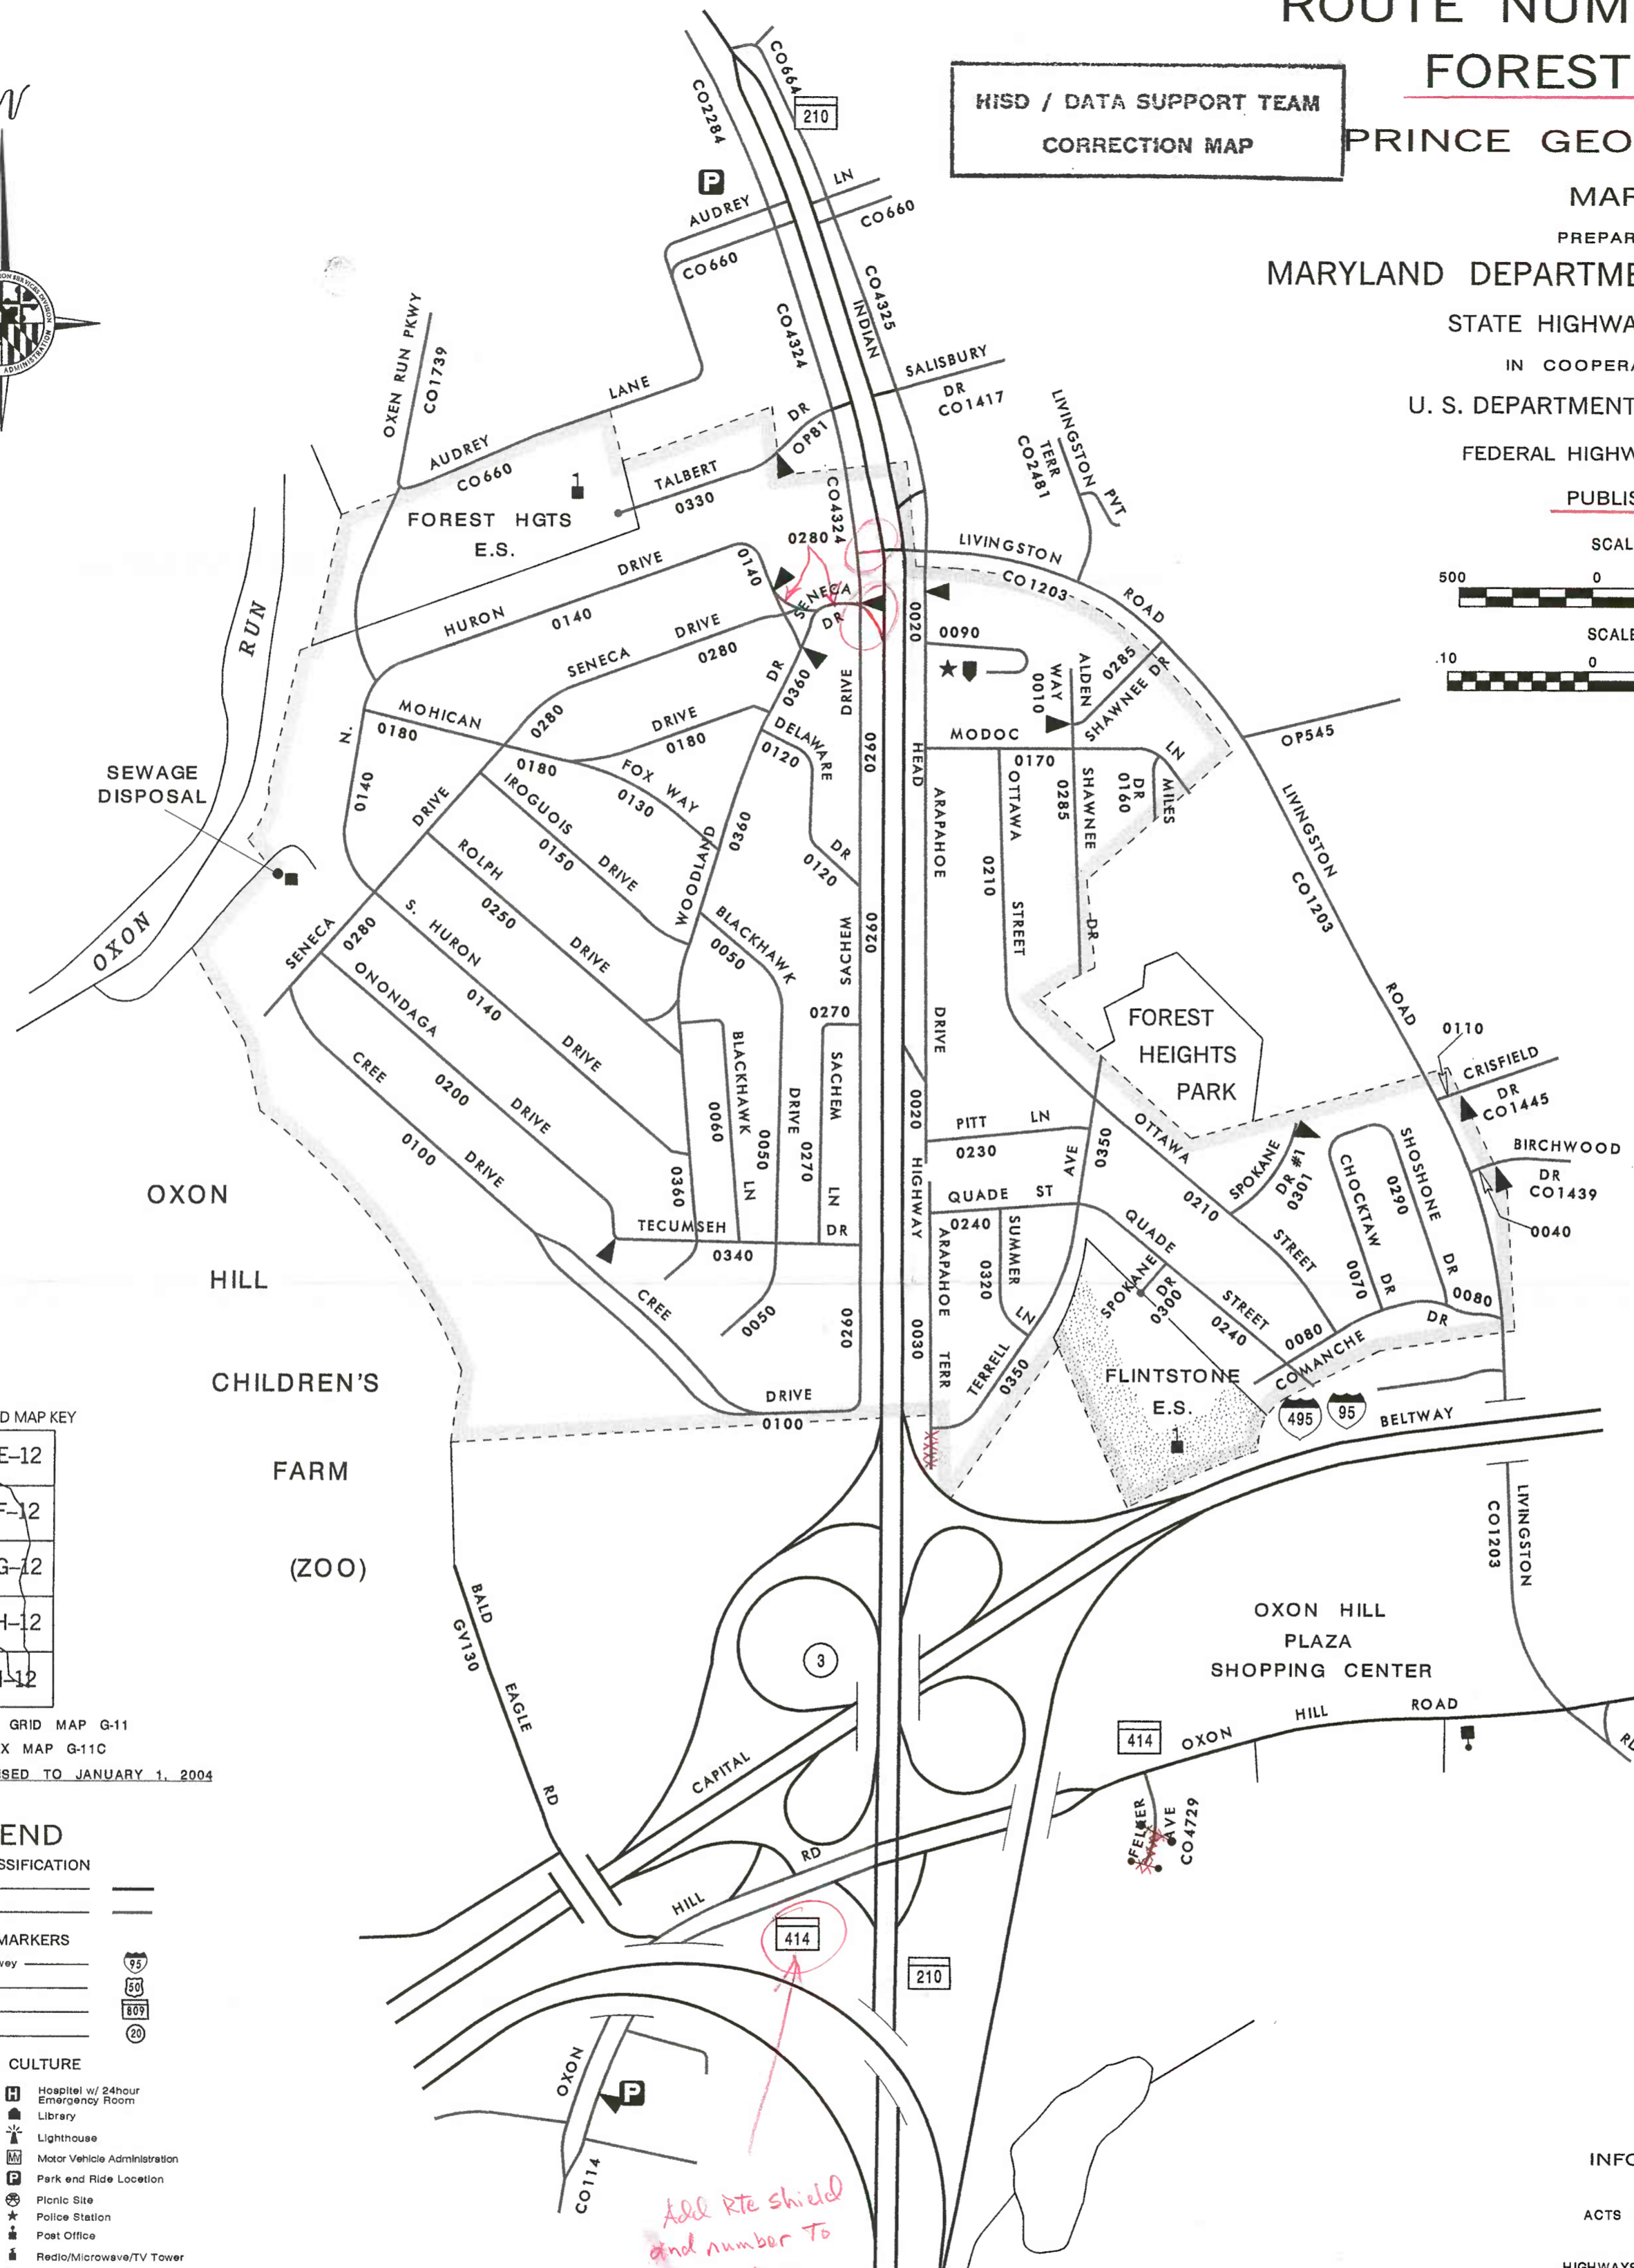 ROUTE NUM
FOREST
PRINCE GEO
MAR
PREPAR
MARYLAND DEPARTME
STATE HIGHWA
IN COOPERA
U. S. DEPARTMENT
FEDERAL HIGHW
PUBLIS
SCAL
500 0
SCALE
.10 0
HISD / DATA SUPPORT TEAM
CORRECTION MAP
CO664
210
CO2284
P
AUDREY LN
CO660
CO660
CO4324
CO4325
INDIAN
SALISBURY
DR
CO1417
OXEN RUN PKWY
CO1739
LANE
AUDREY
CO660
DR
OP81
TALBERT
0330
CO4324
LIVINGSTON PVT
TERR
CO2481
1
FOREST HGTS
E.S.
0280
LIVINGSTON
CO1203
ROAD
HURON DRIVE
0140
0140
SENECA
DR
0020
0090
SENECA DRIVE
0280
0280
DR
0360
DRIVE
ALDEN
WAY
0010
0285
SHAWNEE DR
RUN
OXON
N.
0140
MOHICAN
0180
DRIVE
0180
0180
DELAWARE
0120
DR
0120
0260
HEAD
MODOC
LN
0170
OP545
SEWAGE
DISPOSAL
FOX WAY
0130
IROGUOIS
0150
DRIVE
DRIVE
ROLPH
0250
DRIVE
WOODLAND
0360
ARAPAHOE
OTTAWA
0210
STREET
0285
SHAWNEE
DR
MILES
DR
0160
LIVINGSTON
CO1203
ROAD
SENECA
0280
S. HURON
0140
DRIVE
BLACKHAWK
0050
SACHEM
0260
ONONDAGA
0200
DRIVE
CREE
0100
DRIVE
0270
BLACKHAWK
0060
LN
0050
DRIVE
SACHEM
0270
LN
DRIVE
0020
FOREST
HEIGHTS
PARK
0110
CRISFIELD
DR
CO1445
BIRCHWOOD
DR
CO1439
0040
PITT LN
0230
AVE
0350
OTTAWA
0210
STREET
SPOKANE
DR #1
0301
CHOCKTAW
0070
DR
SHOSHONE
0290
DR
0360
TECUMSEH DR
0340
HIGHWAY
QUADE ST
0240
ARAPAHOE
TERR
SUMMER
0320
LN
QUADE
STREET
0240
SPOKANE
DR
0300
0080
0080
COMANCHE
DR
OXON
HILL
CHILDREN'S
FARM
(ZOO)
CREE
DRIVE
0100
0050
0260
0030
TERRELL
0350
FLINTSTONE
E.S.
1
495
95
BELTWAY
D MAP KEY
E-12
F-12
G-12
H-12
J-12
GRID MAP G-11
X MAP G-11C
ISED TO JANUARY 1, 2004
BALD
GV130
EAGLE
RD
3
CAPITAL
LIVINGSTON
CO1203
OXON HILL
PLAZA
SHOPPING CENTER
414
OXON HILL ROAD
FELKER
AVE
CO4729
HILL RD
414
210
END
SSIFICATION
MARKERS
wey
95
50
809
20
CULTURE
H Hospital w/ 24hour
Emergency Room
Library
Lighthouse
MV Motor Vehicle Administration
P Park end Ride Location
Picnic Site
Police Station
Post Office
Redio/Microwave/TV Tower
OXON
P
CO114
Add Rte Shield
and number To
INFO
ACTS
HIGHWAYS